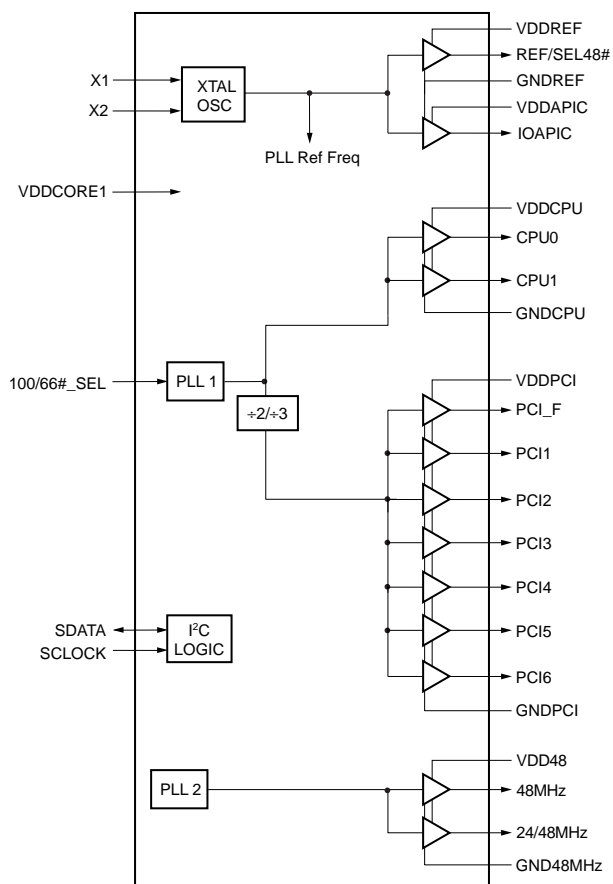 VDDREF
REF/SEL48#
GNDREF
X1
X2
XTAL
OSC
VDDAPIC
IOAPIC
PLL Ref Freq
VDDCORE1
VDDCPU
CPU0
CPU1
GNDCPU
100/66#_SEL
PLL 1
÷2/÷3
VDDPCI
PCI_F
PCI1
PCI2
PCI3
PCI4
PCI5
PCI6
GNDPCI
SDATA
SCLOCK
I²C
LOGIC
PLL 2
VDD48
48MHz
24/48MHz
GND48MHz